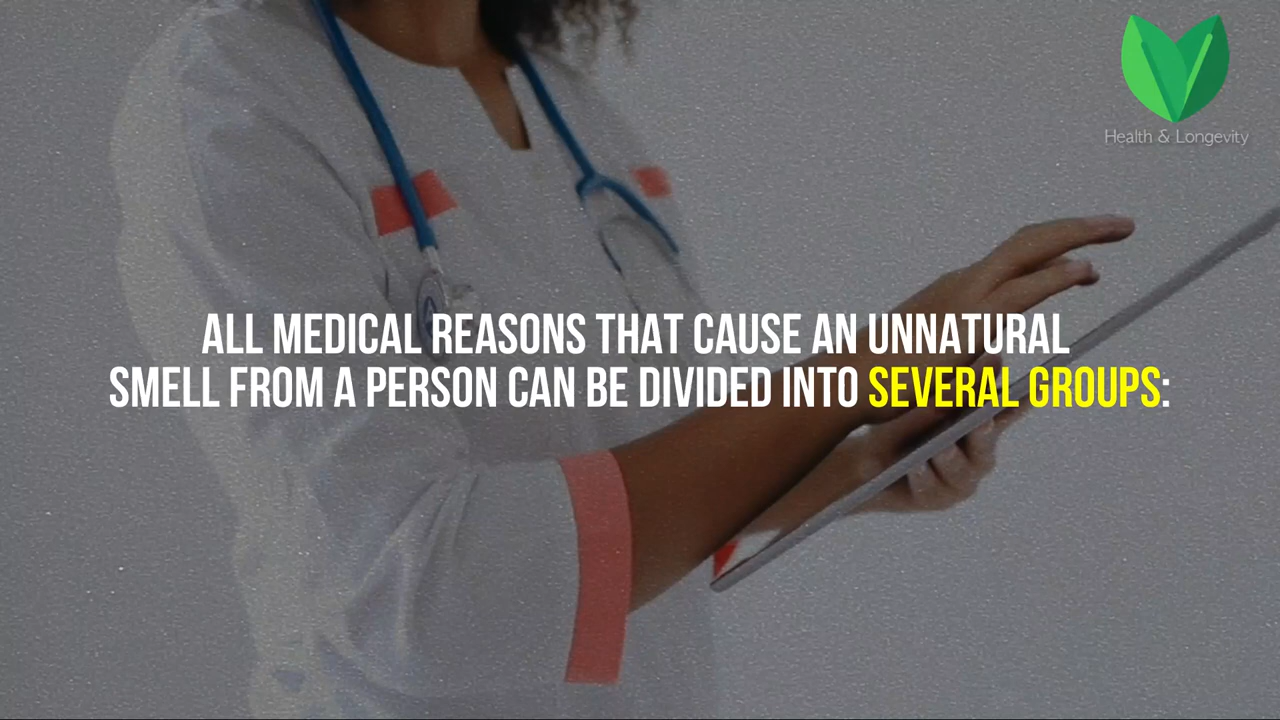 Health & Longevity
ALL MEDICAL REASONS THAT CAUSE AN UNNATURAL
SMELL FROM A PERSON CAN BE DIVIDED INTO SEVERAL GROUPS: